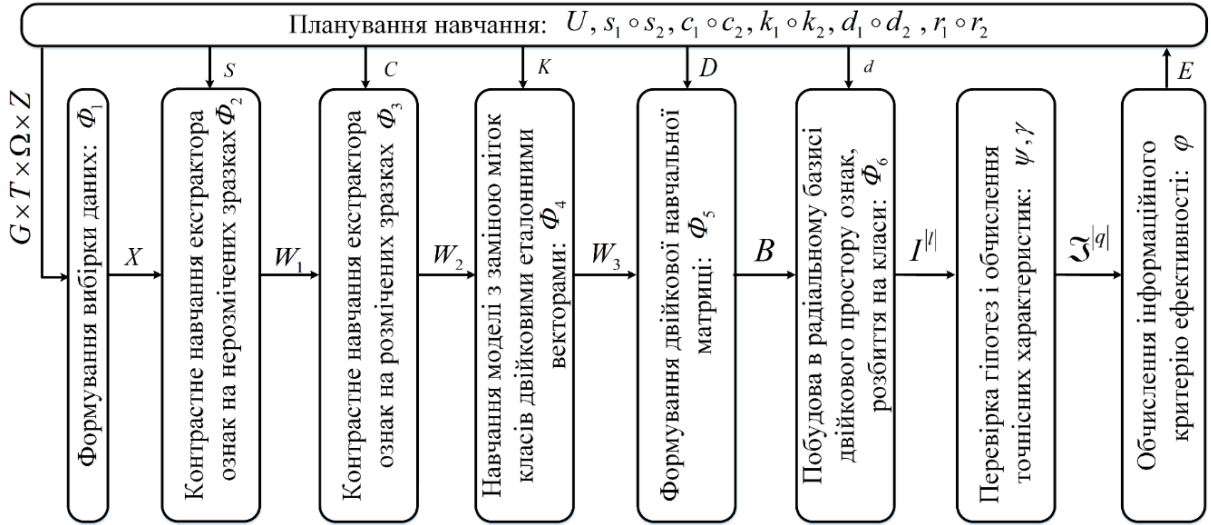 Планування навчання: U, s₁ ∘ s₂, c₁ ∘ c₂, k₁ ∘ k₂, d₁ ∘ d₂, r₁ ∘ r₂
G × T × Ω × Z
S
C
K
D
d
E
Формування вибірки даних: Φ₁
X
Контрастне навчання екстрактора
ознак на нерозмічених зразках Φ₂
W₁
Контрастне навчання екстрактора
ознак на розмічених зразках Φ₃
W₂
Навчання моделі з заміною міток
класів двійковими еталонними
векторами: Φ₄
W₃
Формування двійкової навчальної
матриці: Φ₅
B
Побудова в радіальному базисі
двійкового простору ознак,
розбиття на класи: Φ₆
I^|l|
Перевірка гіпотез і обчислення
точнісних характеристик: ψ, γ
ℑ^|q|
Обчислення інформаційного
критерію ефективності: φ